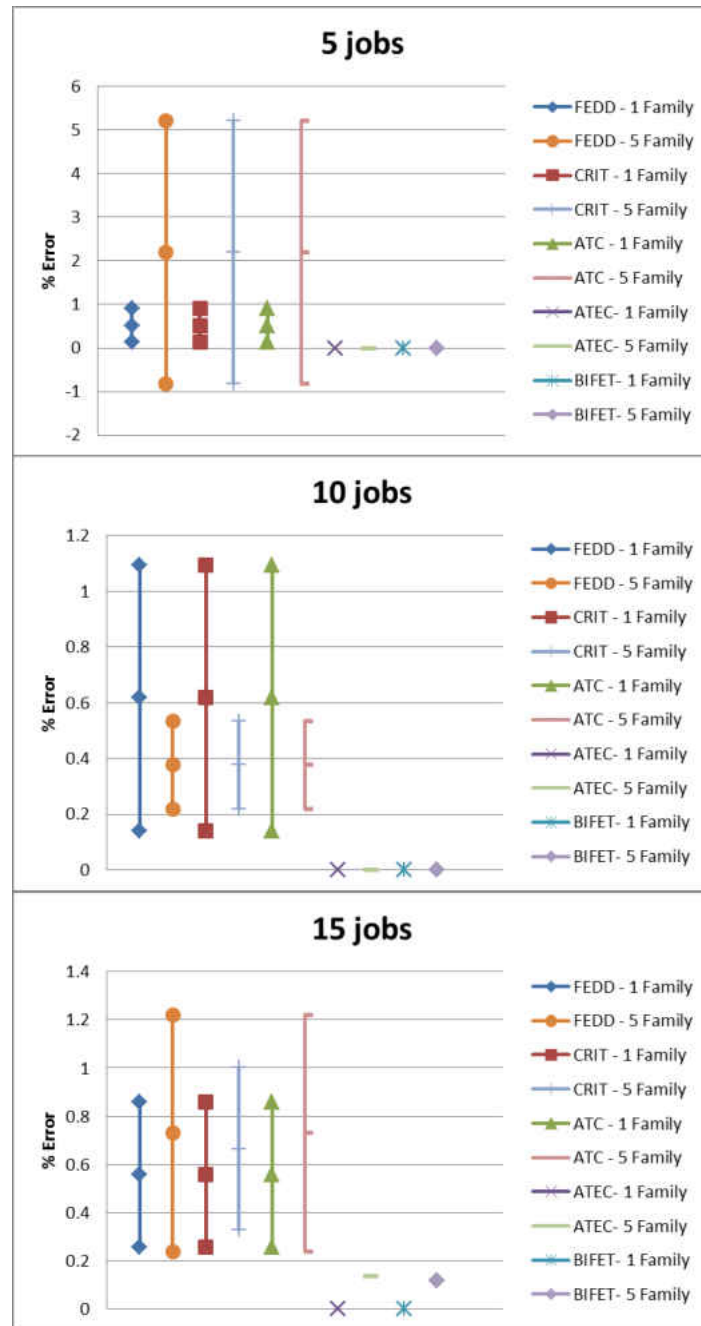 5 jobs
6
5
4
3
2
1
0
-1
-2
% Error
FEDD - 1 Family
FEDD - 5 Family
CRIT - 1 Family
CRIT - 5 Family
ATC - 1 Family
ATC - 5 Family
ATEC- 1 Family
ATEC- 5 Family
BIFET- 1 Family
BIFET- 5 Family
10 jobs
1.2
1
0.8
0.6
0.4
0.2
0
% Error
FEDD - 1 Family
FEDD - 5 Family
CRIT - 1 Family
CRIT - 5 Family
ATC - 1 Family
ATC - 5 Family
ATEC- 1 Family
ATEC- 5 Family
BIFET- 1 Family
BIFET- 5 Family
15 jobs
1.4
1.2
1
0.8
0.6
0.4
0.2
0
% Error
FEDD - 1 Family
FEDD - 5 Family
CRIT - 1 Family
CRIT - 5 Family
ATC - 1 Family
ATC - 5 Family
ATEC- 1 Family
ATEC- 5 Family
BIFET- 1 Family
BIFET- 5 Family